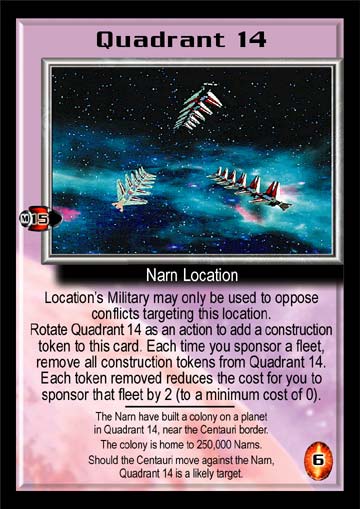 Quadrant 14
M 15
Narn Location
Location's Military may only be used to oppose
conflicts targeting this location.
Rotate Quadrant 14 as an action to add a construction
token to this card. Each time you sponsor a fleet,
remove all construction tokens from Quadrant 14.
Each token removed reduces the cost for you to
sponsor that fleet by 2 (to a minimum cost of 0).
The Narn have built a colony on a planet
in Quadrant 14, near the Centauri border.
The colony is home to 250,000 Narns.
Should the Centauri move against the Narn,
Quadrant 14 is a likely target.
6